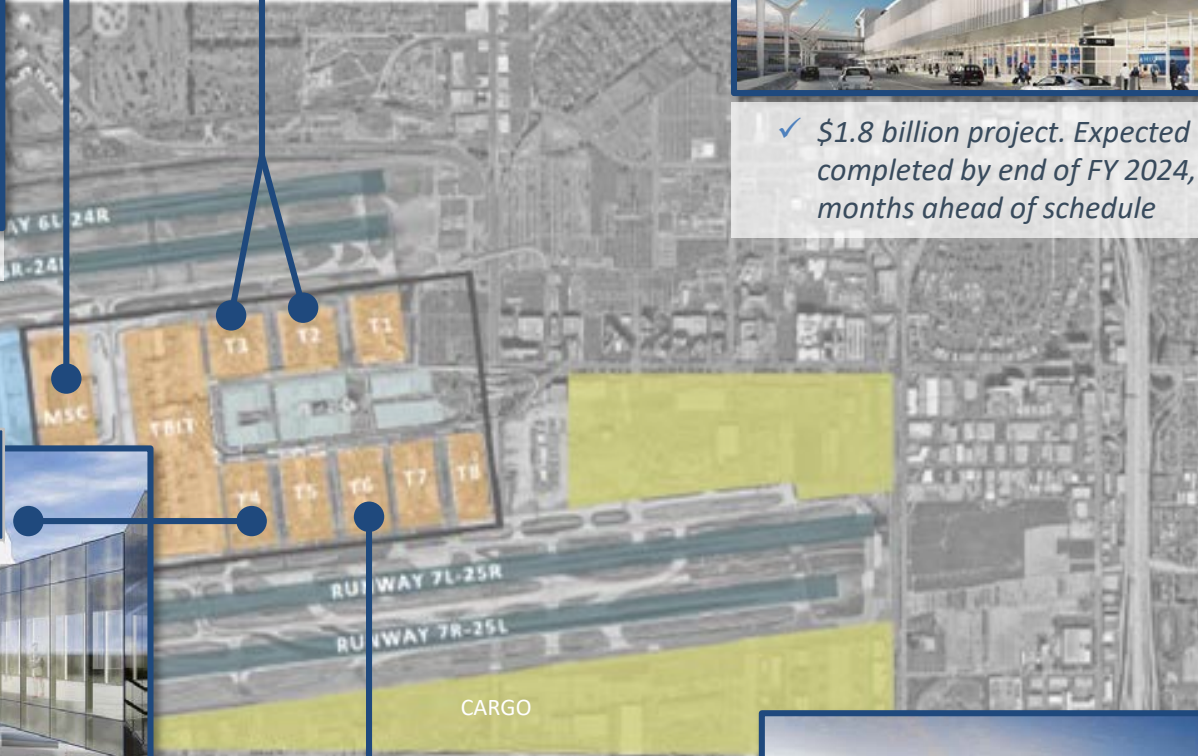 ✓ $1.8 billion project. Expected
completed by end of FY 2024,
months ahead of schedule
AY 6L-24R
R-24
T3
T2
T1
MSC
TBIT
T4
T5
T6
T7
T8
RUNWAY 7L-25R
RUNWAY 7R-25L
CARGO